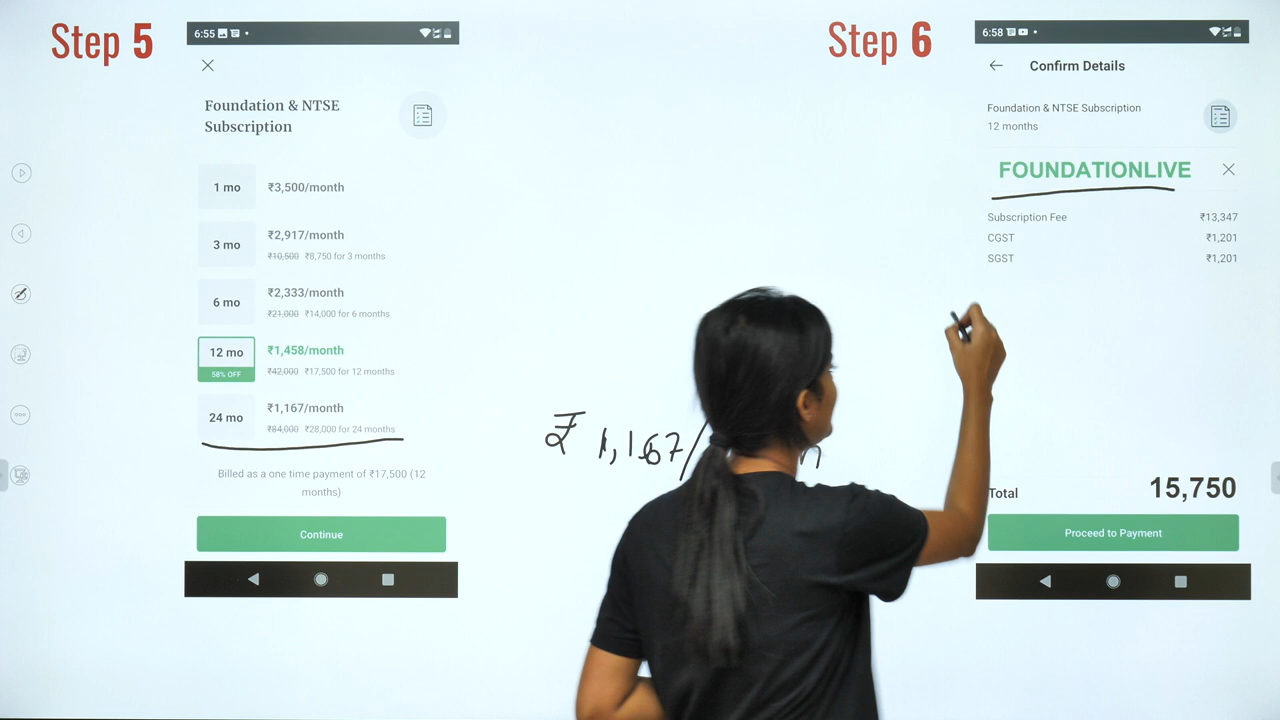 Step 5
6:55
Foundation & NTSE
Subscription
1 mo
₹3,500/month
3 mo
₹2,917/month
₹10,500 ₹8,750 for 3 months
6 mo
₹2,333/month
₹21,000 ₹14,000 for 6 months
12 mo
58% OFF
₹1,458/month
₹42,000 ₹17,500 for 12 months
24 mo
₹1,167/month
₹84,000 ₹28,000 for 24 months
Billed as a one time payment of ₹17,500 (12
months)
Continue
₹ 1,167/
Step 6
6:58
Confirm Details
Foundation & NTSE Subscription
12 months
FOUNDATIONLIVE
Subscription Fee ₹13,347
CGST ₹1,201
SGST ₹1,201
Total 15,750
Proceed to Payment